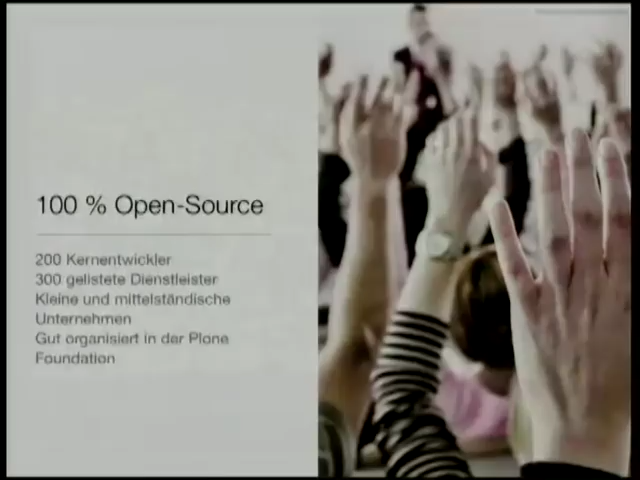 100 % Open-Source
200 Kernentwickler
300 gelistete Dienstleister
Kleine und mittelständische
Unternehmen
Gut organisiert in der Plone
Foundation